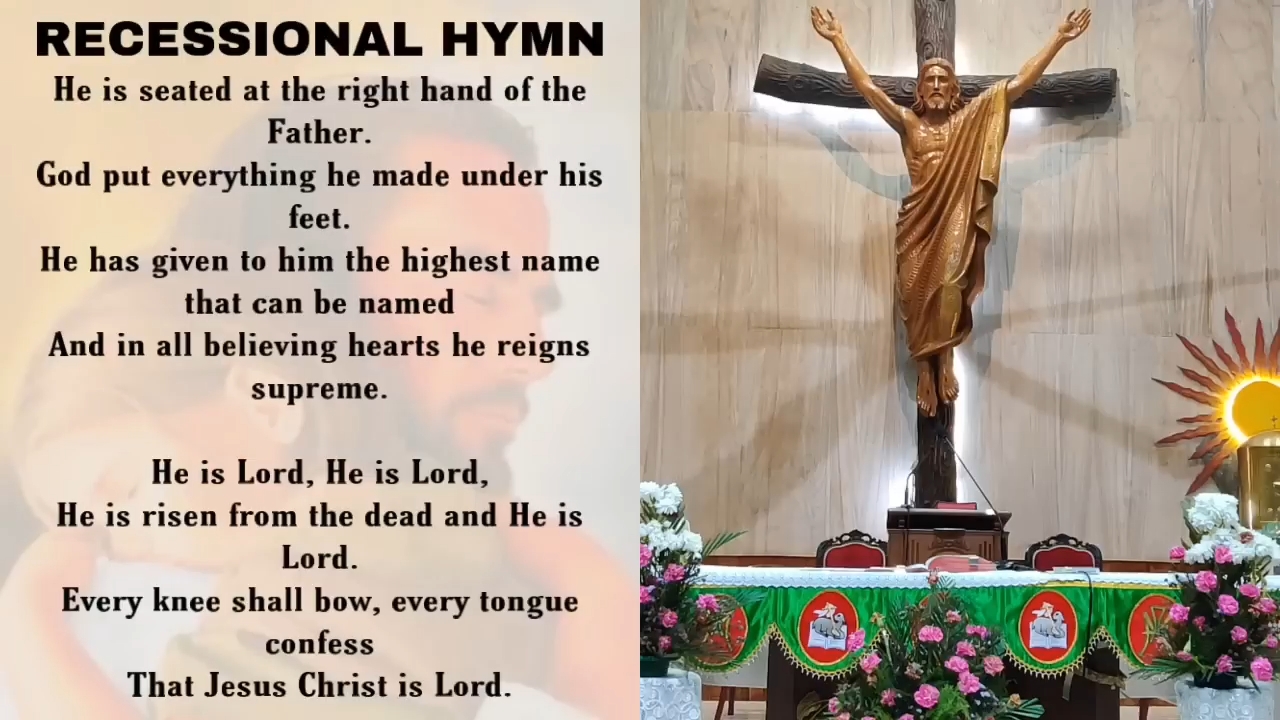 RECESSIONAL HYMN
He is seated at the right hand of the
Father.
God put everything he made under his
feet.
He has given to him the highest name
that can be named
And in all believing hearts he reigns
supreme.
He is Lord, He is Lord,
He is risen from the dead and He is
Lord.
Every knee shall bow, every tongue
confess
That Jesus Christ is Lord.